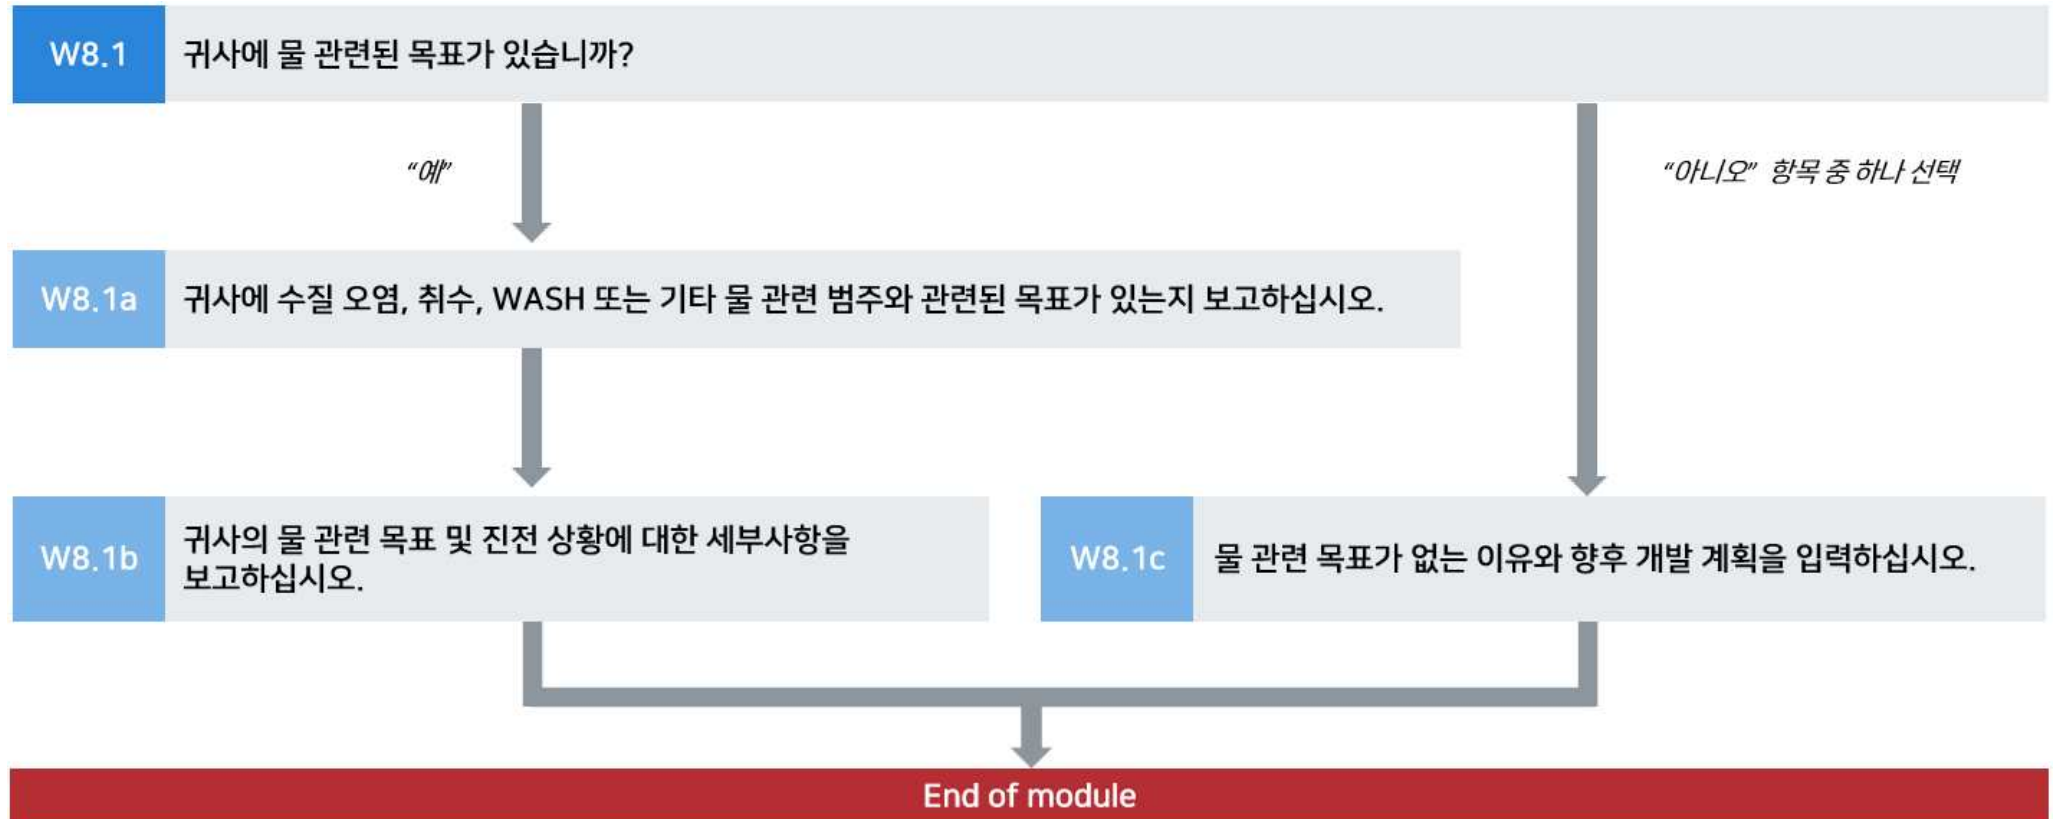 W8.1
귀사에 물 관련된 목표가 있습니까?
“예”
“아니오” 항목 중 하나 선택
W8.1a
귀사에 수질 오염, 취수, WASH 또는 기타 물 관련 범주와 관련된 목표가 있는지 보고하십시오.
W8.1b
귀사의 물 관련 목표 및 진전 상황에 대한 세부사항을
보고하십시오.
W8.1c
물 관련 목표가 없는 이유와 향후 개발 계획을 입력하십시오.
End of module